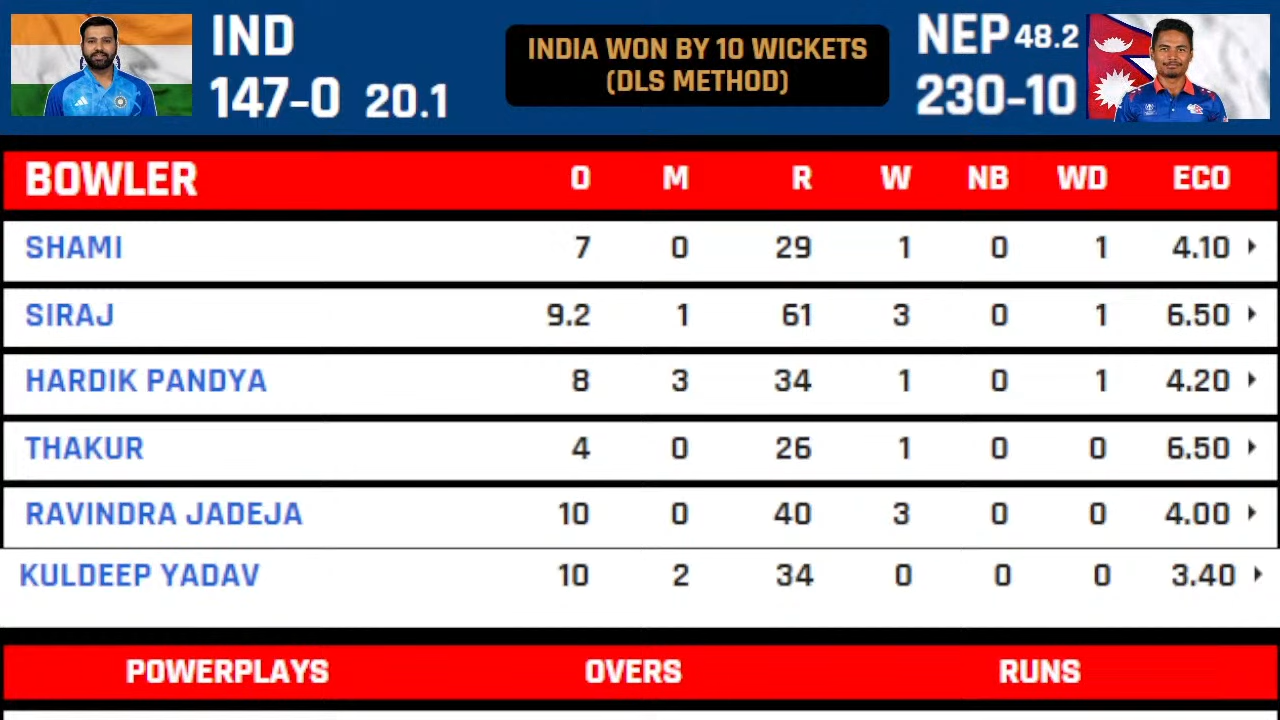 IND
147-0 20.1
INDIA WON BY 10 WICKETS
(DLS METHOD)
NEP 48.2
230-10
BOWLER O M R W NB WD ECO
SHAMI 7 0 29 1 0 1 4.10
SIRAJ 9.2 1 61 3 0 1 6.50
HARDIK PANDYA 8 3 34 1 0 1 4.20
THAKUR 4 0 26 1 0 0 6.50
RAVINDRA JADEJA 10 0 40 3 0 0 4.00
KULDEEP YADAV 10 2 34 0 0 0 3.40
POWERPLAYS OVERS RUNS